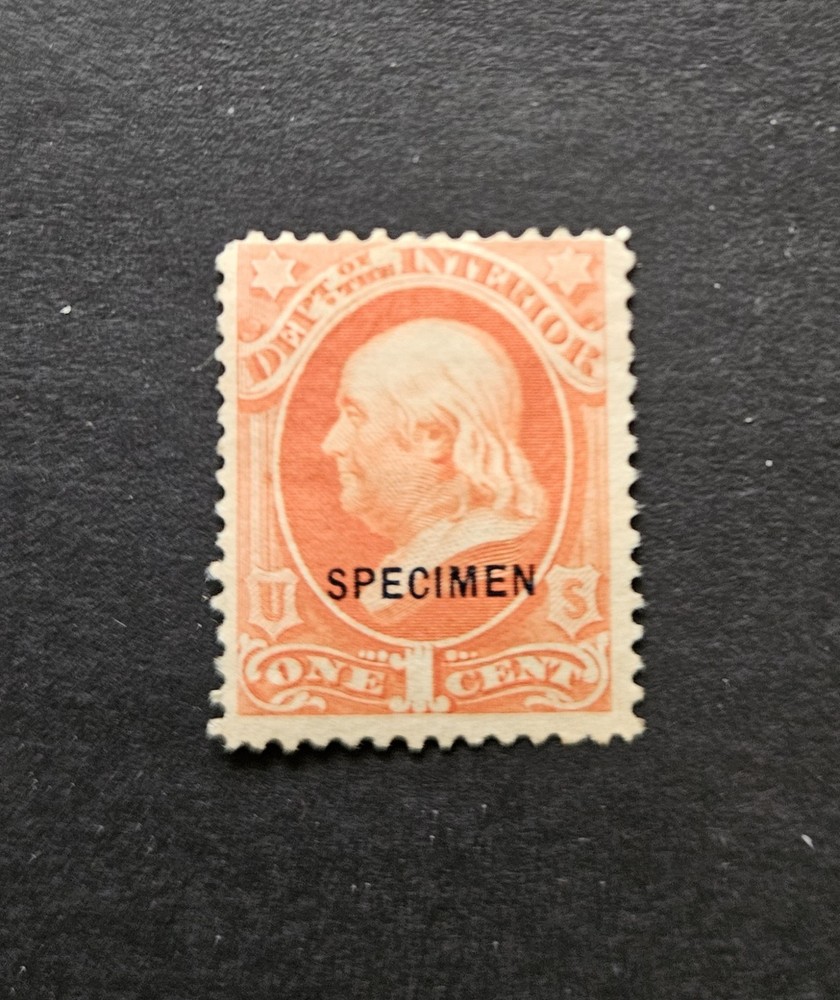 DEPT. OF THE INTERIOR
SPECIMEN
U S
ONE 1 CENT